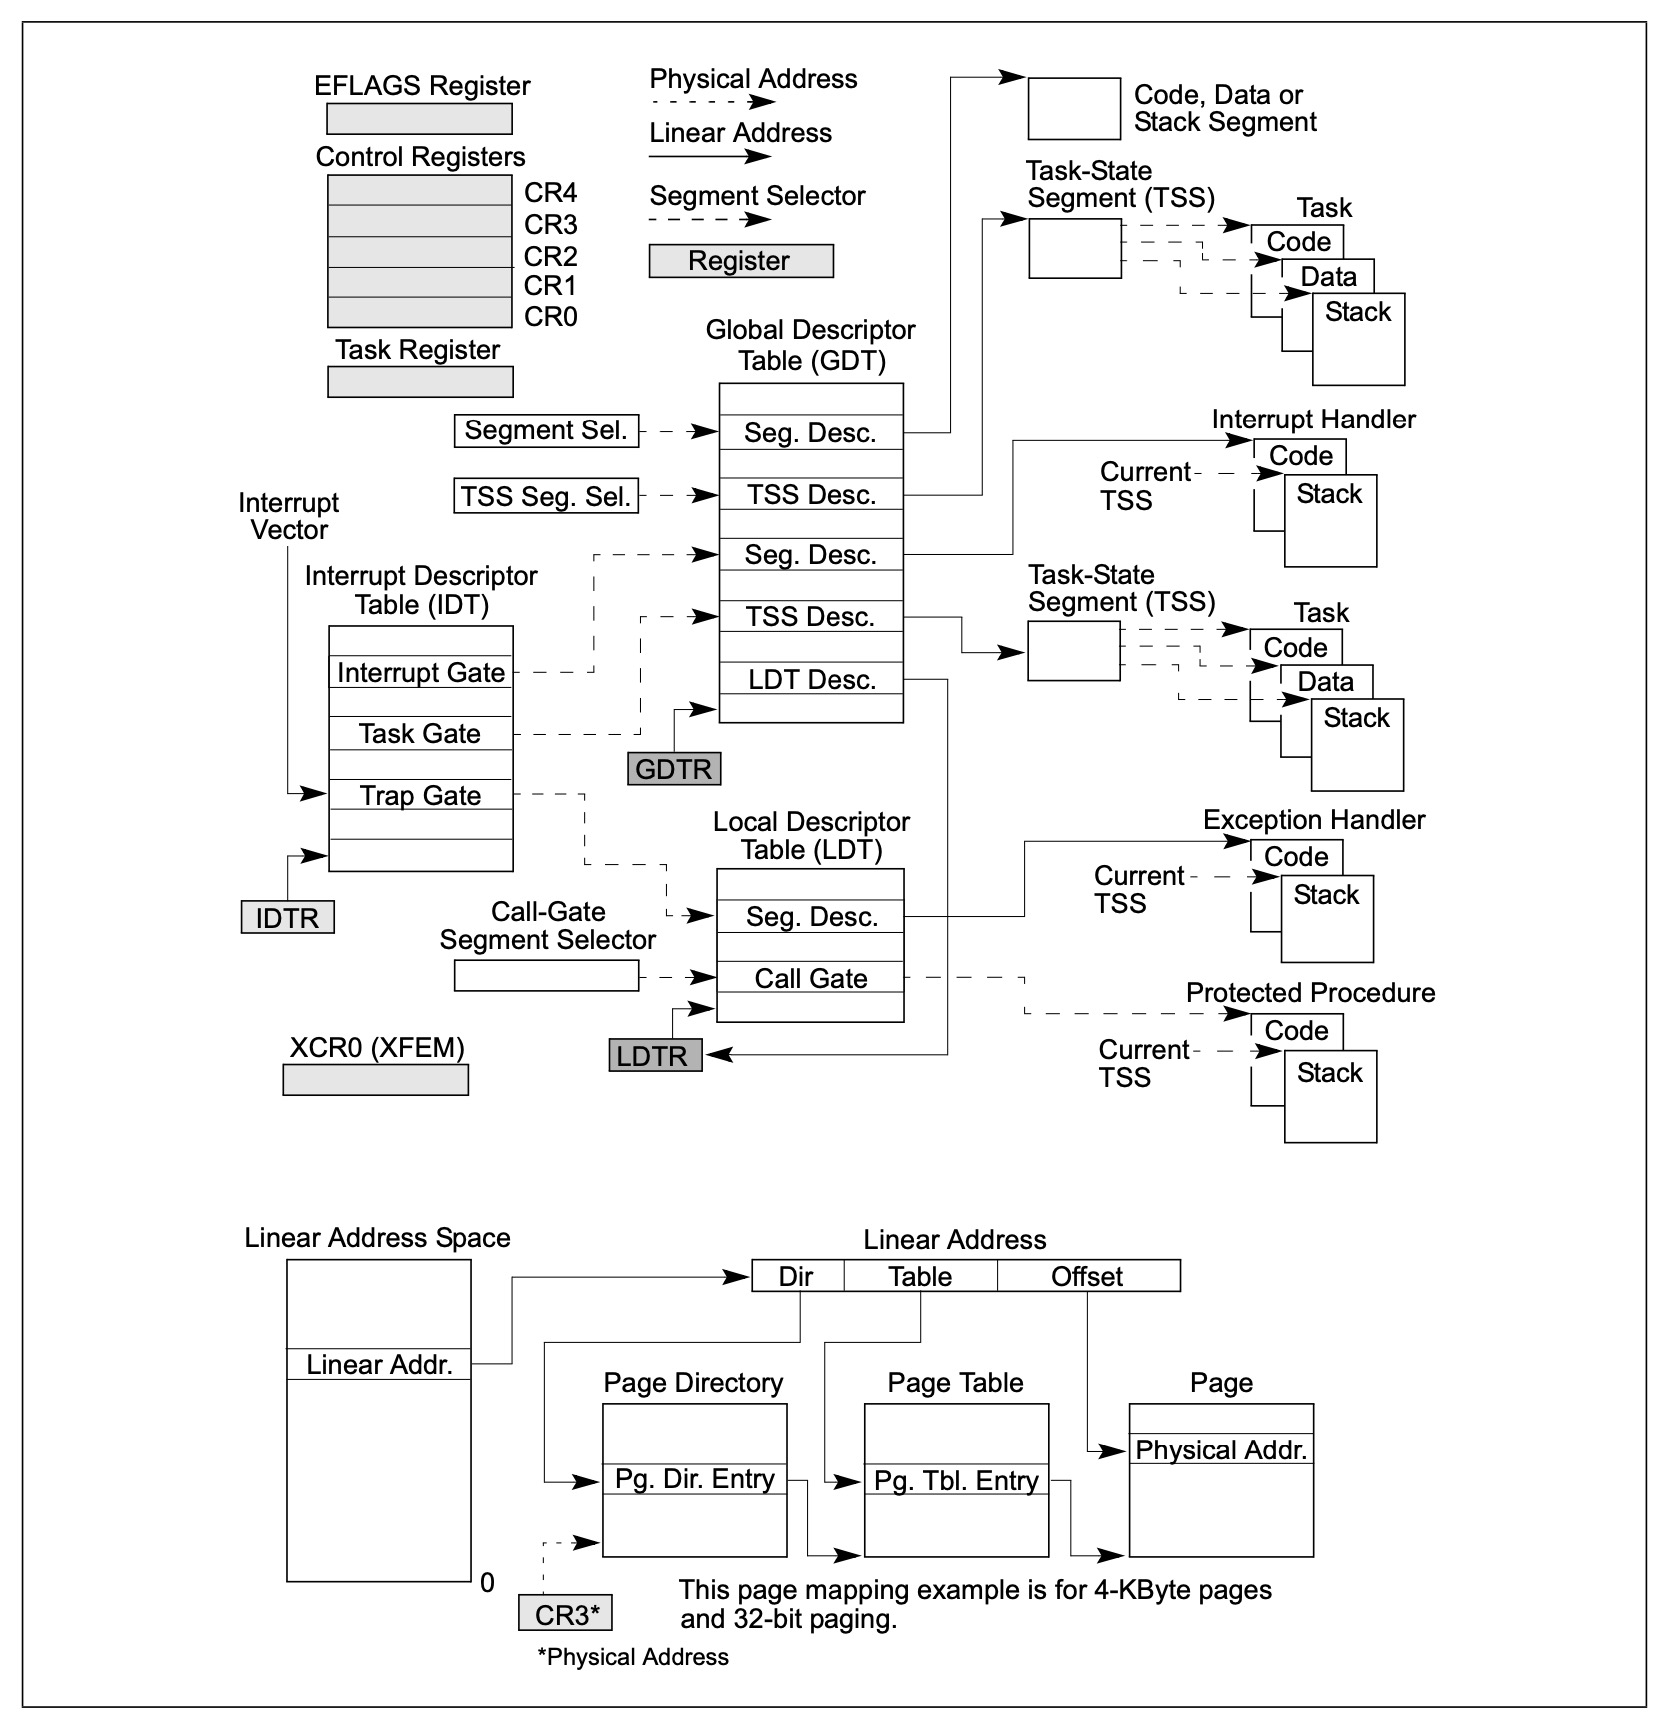 EFLAGS Register
Control Registers
CR4
CR3
CR2
CR1
CR0
Task Register
Physical Address
Linear Address
Segment Selector
Register
Code, Data or
Stack Segment
Task-State
Segment (TSS)
Task
Code
Data
Stack
Global Descriptor
Table (GDT)
Segment Sel.
Seg. Desc.
TSS Seg. Sel.
TSS Desc.
Seg. Desc.
TSS Desc.
LDT Desc.
GDTR
Interrupt Handler
Code
Current
TSS
Stack
Interrupt
Vector
Interrupt Descriptor
Table (IDT)
Interrupt Gate
Task Gate
Trap Gate
IDTR
Task-State
Segment (TSS)
Task
Code
Data
Stack
Local Descriptor
Table (LDT)
Seg. Desc.
Call-Gate
Segment Selector
Call Gate
LDTR
Exception Handler
Code
Current
TSS
Stack
Protected Procedure
Code
Current
TSS
Stack
XCR0 (XFEM)
Linear Address Space
Linear Addr.
0
Linear Address
Dir
Table
Offset
Page Directory
Pg. Dir. Entry
Page Table
Pg. Tbl. Entry
Page
Physical Addr.
CR3*
*Physical Address
This page mapping example is for 4-KByte pages
and 32-bit paging.